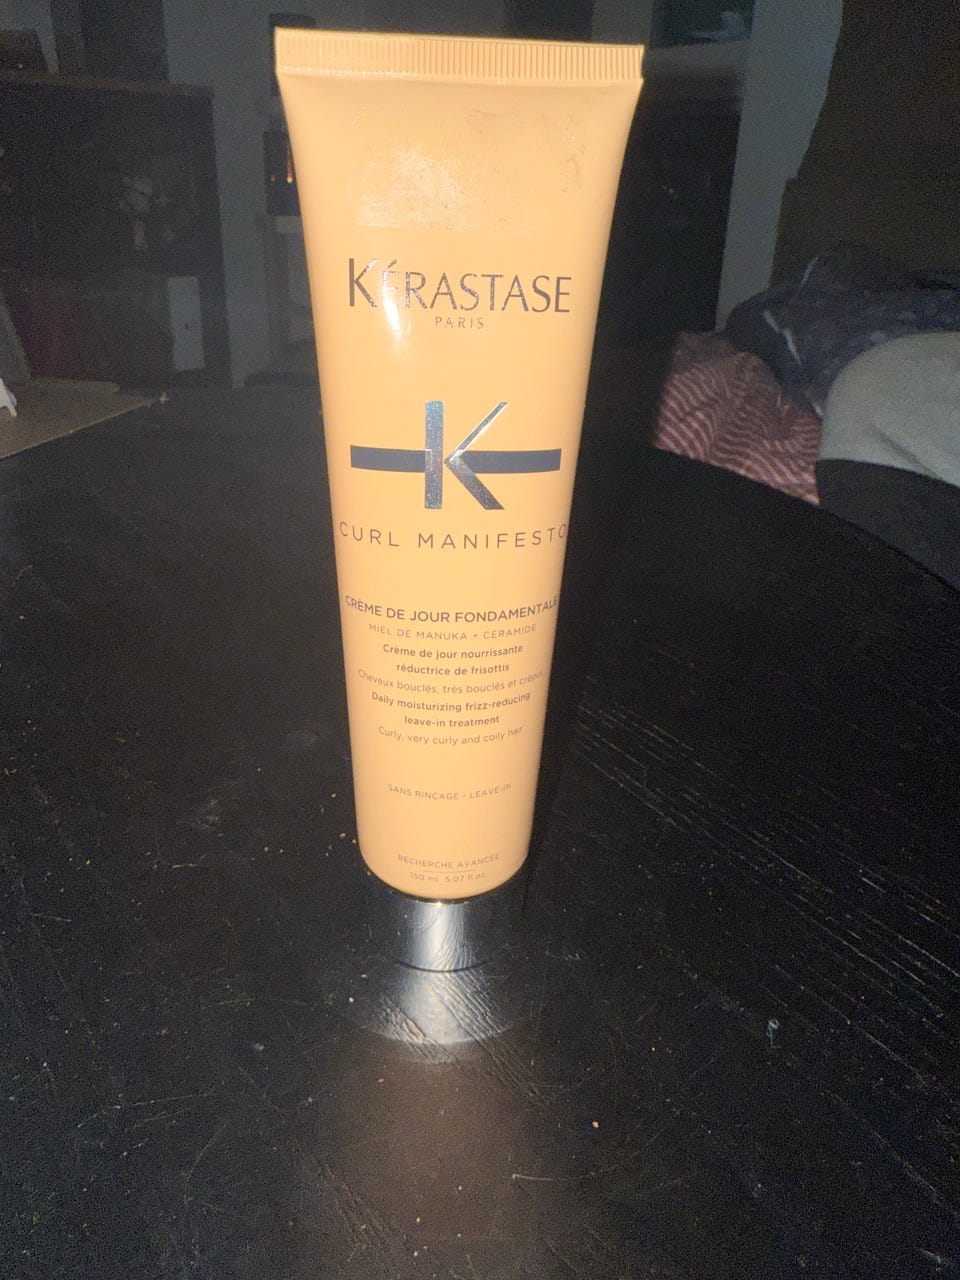 KÉRASTASE
PARIS
K
CURL MANIFESTO
CRÈME DE JOUR FONDAMENTALE
MIEL DE MANUKA + CÉRAMIDE
Crème de jour nourrissante
réductrice de frisottis
Cheveux bouclés, très bouclés et crépus
Daily moisturizing frizz-reducing
leave-in treatment
Curly, very curly and coily hair
SANS RINÇAGE - LEAVE-IN
RECHERCHE AVANCÉE
150 ml 5.07 fl.oz